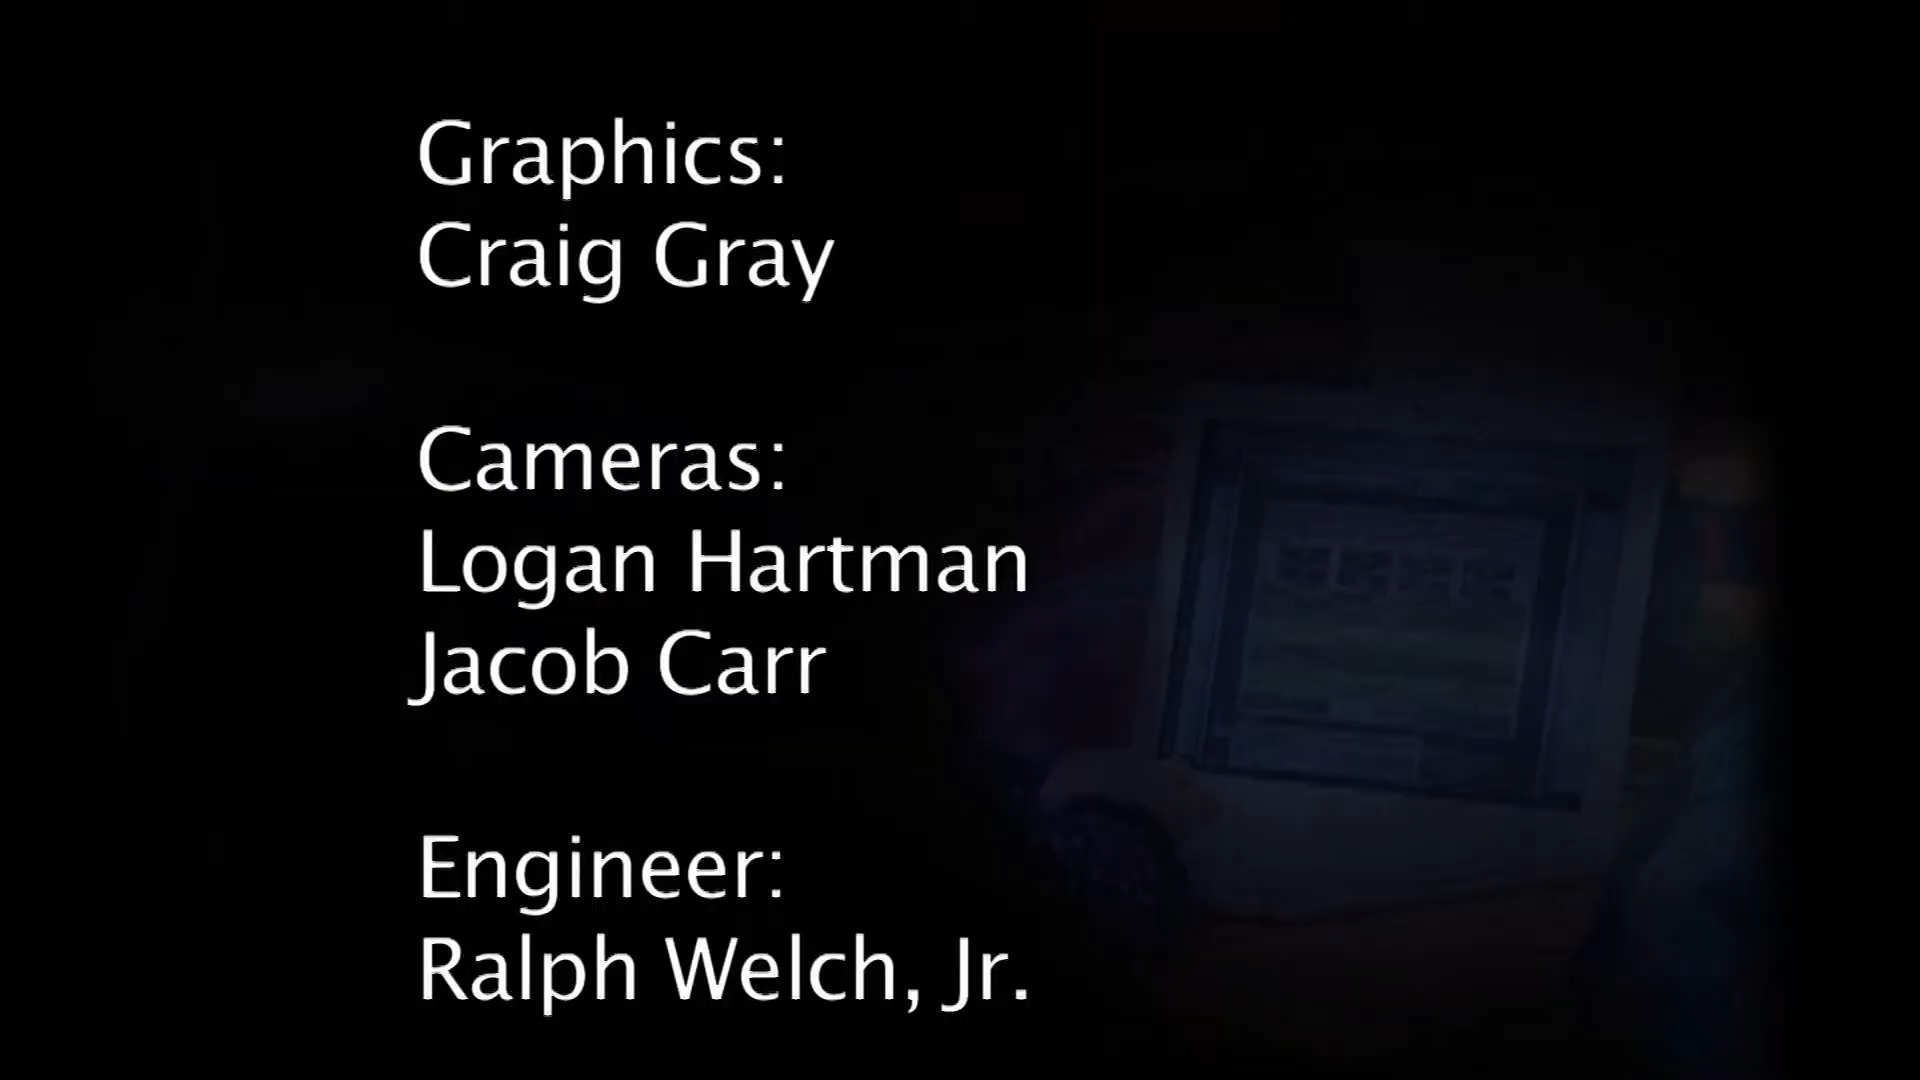 Graphics:
Craig Gray
Cameras:
Logan Hartman
Jacob Carr
Engineer:
Ralph Welch, Jr.